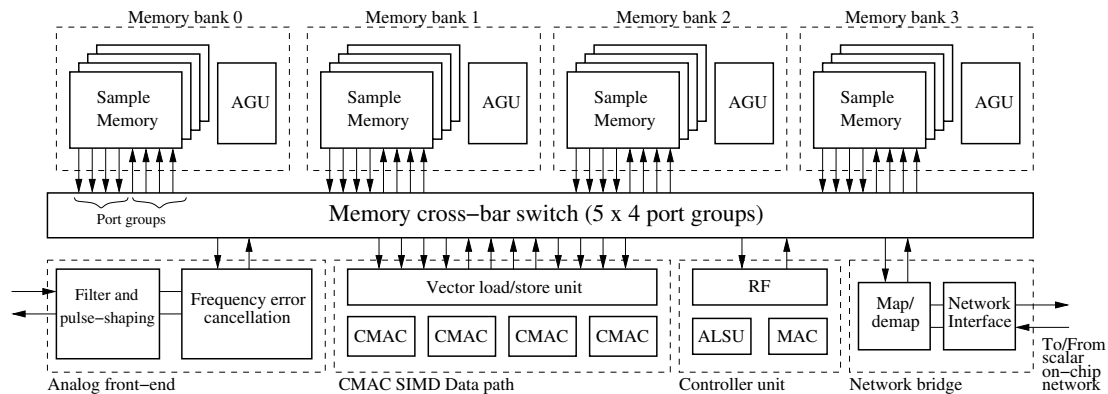 Memory bank 0
Memory bank 1
Memory bank 2
Memory bank 3
Sample
Memory
AGU
Sample
Memory
AGU
Sample
Memory
AGU
Sample
Memory
AGU
Port groups
Memory cross−bar switch (5 x 4 port groups)
Filter and
pulse−shaping
Frequency error
cancellation
Analog front−end
Vector load/store unit
CMAC
CMAC
CMAC
CMAC
CMAC SIMD Data path
RF
ALSU
MAC
Controller unit
Map/
demap
Network
Interface
Network bridge
To/From
scalar
on−chip
network